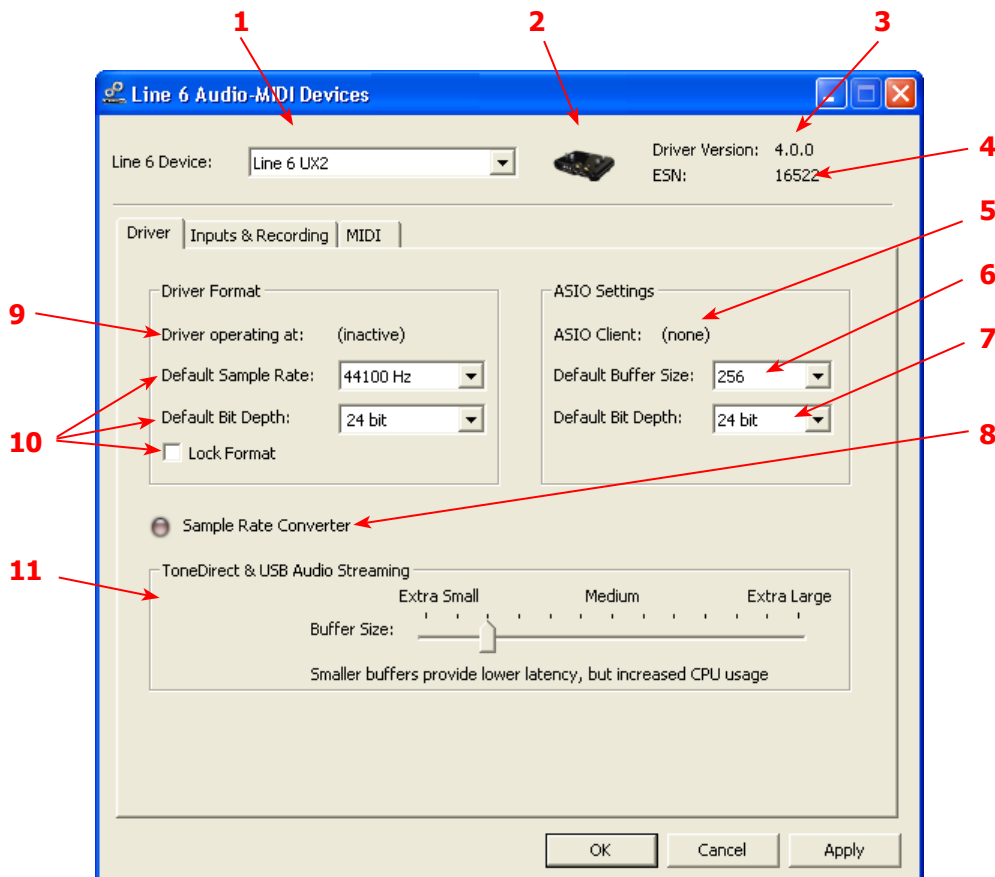 1 2 3
Line 6 Audio-MIDI Devices
Line 6 Device: Line 6 UX2 Driver Version: 4.0.0
ESN: 16522 4
5
Driver Inputs & Recording MIDI
6
Driver Format ASIO Settings
9 Driver operating at: (inactive) ASIO Client: (none) 7
Default Sample Rate: 44100 Hz Default Buffer Size: 256
Default Bit Depth: 24 bit Default Bit Depth: 24 bit
10 Lock Format 8
Sample Rate Converter
11 ToneDirect & USB Audio Streaming
Extra Small Medium Extra Large
Buffer Size:
Smaller buffers provide lower latency, but increased CPU usage
OK Cancel Apply